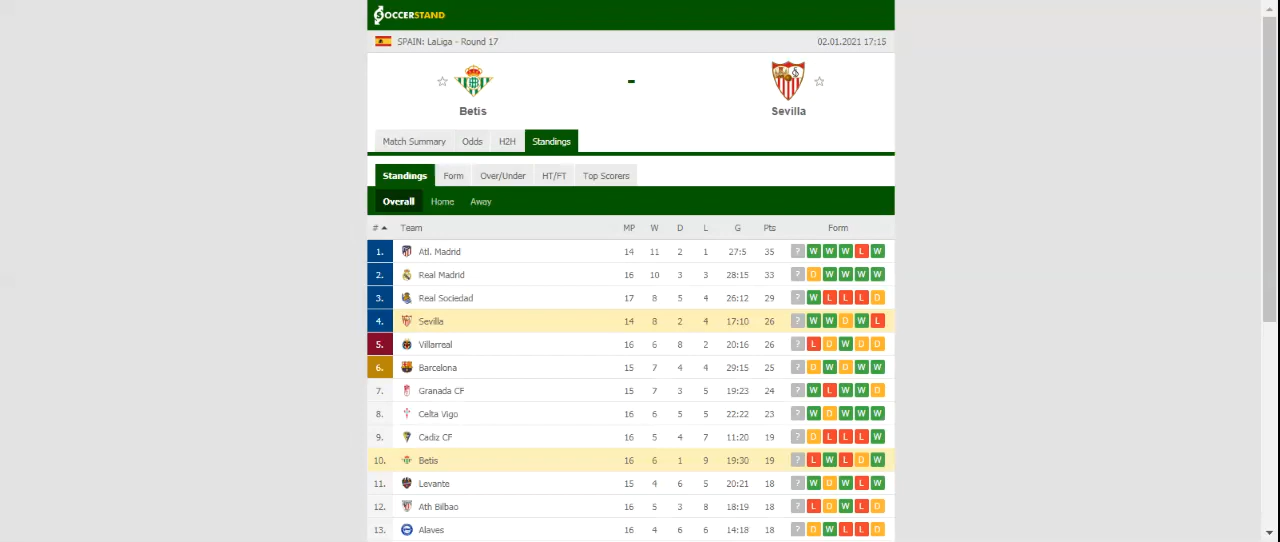 SOCCERSTAND
SPAIN: LaLiga - Round 17 02.01.2021 17:15
-
Betis Sevilla
Match Summary Odds H2H Standings
Standings Form Over/Under HT/FT Top Scorers
Overall Home Away
# Team MP W D L G Pts Form
1. Atl. Madrid 14 11 2 1 27:5 35 ? W W W L W
2. Real Madrid 16 10 3 3 28:15 33 ? D W W W W
3. Real Sociedad 17 8 5 4 26:12 29 ? W L L L D
4. Sevilla 14 8 2 4 17:10 26 ? W W D W L
5. Villarreal 16 6 8 2 20:16 26 ? L D W D D
6. Barcelona 15 7 4 4 29:15 25 ? D W D W W
7. Granada CF 15 7 3 5 19:23 24 ? W L W W D
8. Celta Vigo 16 6 5 5 22:22 23 ? W D W W W
9. Cadiz CF 16 5 4 7 11:20 19 ? D L L L W
10. Betis 16 6 1 9 19:30 19 ? L W L D W
11. Levante 15 4 6 5 20:21 18 ? W D W L W
12. Ath Bilbao 16 5 3 8 18:19 18 ? L D W L D
13. Alaves 16 4 6 6 14:18 18 ? D W L L D